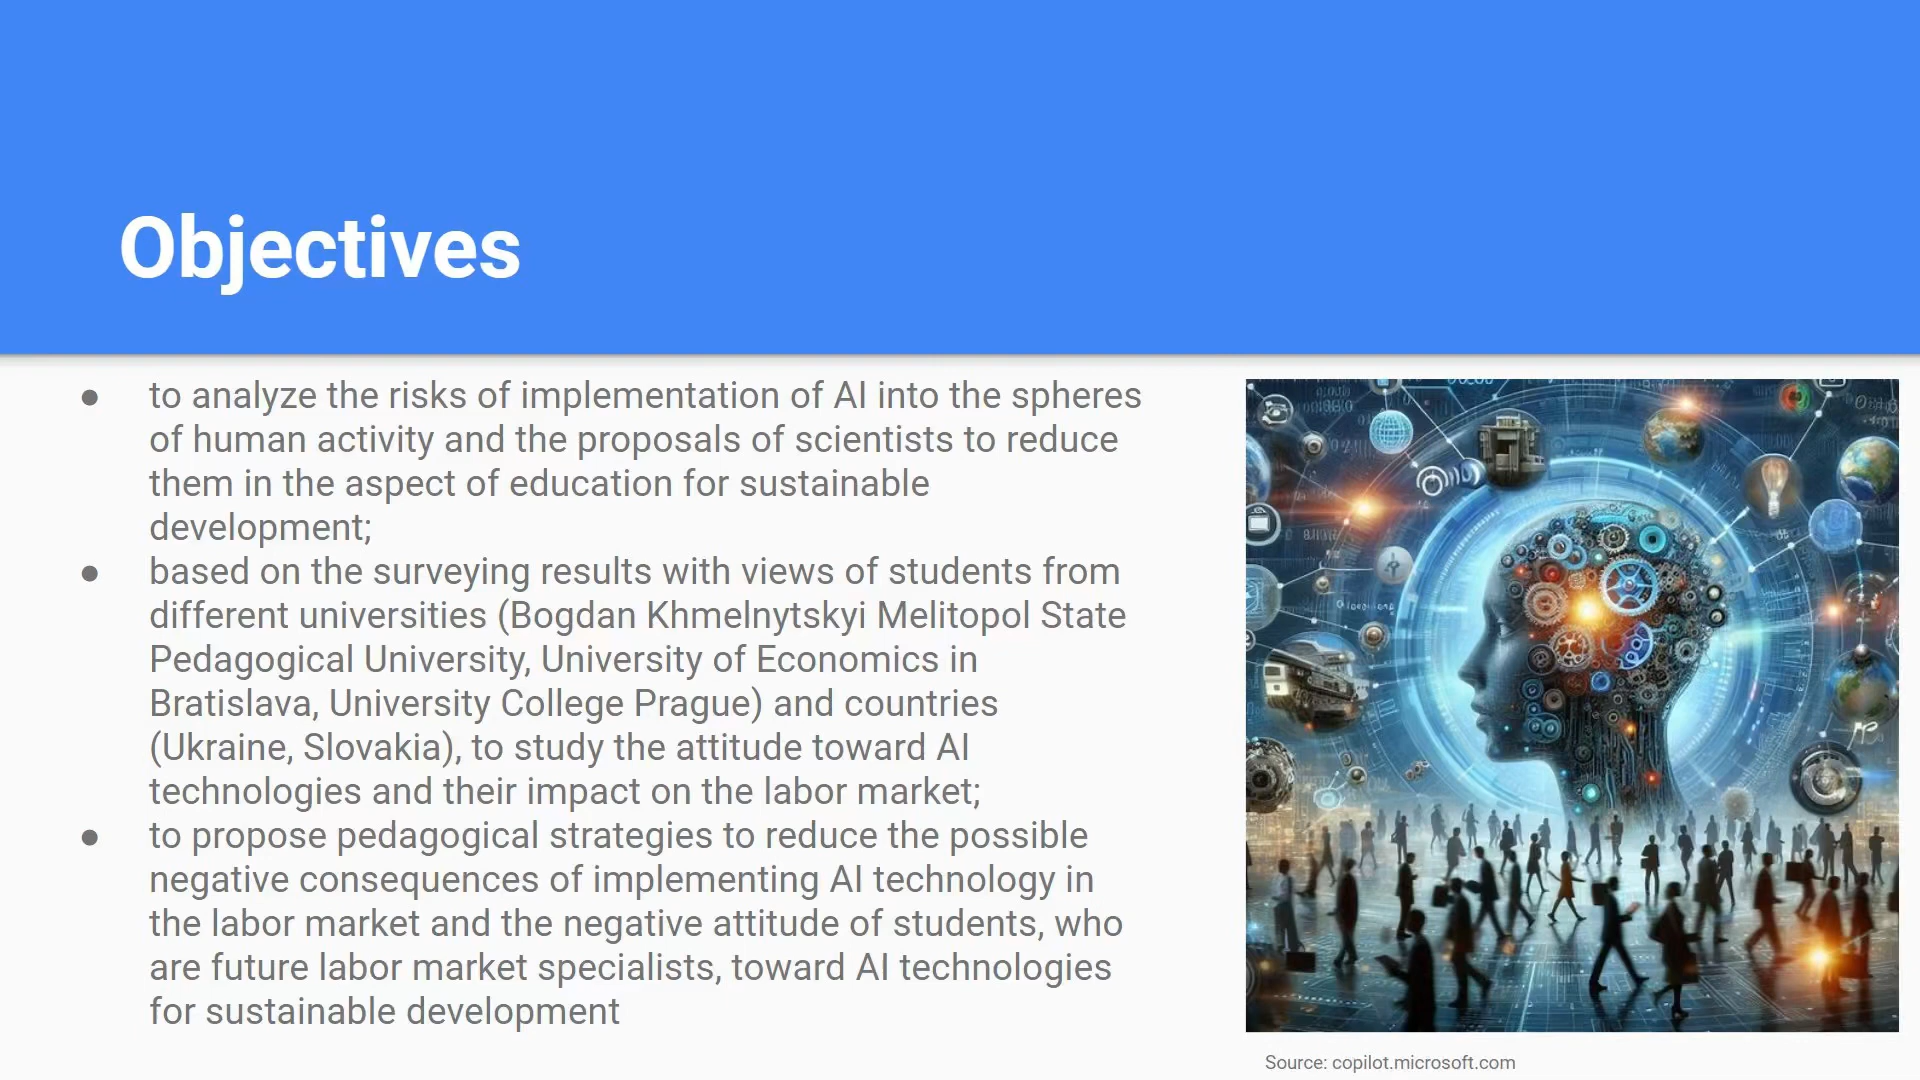 Objectives
● to analyze the risks of implementation of AI into the spheres
of human activity and the proposals of scientists to reduce
them in the aspect of education for sustainable
development;
● based on the surveying results with views of students from
different universities (Bogdan Khmelnytskyi Melitopol State
Pedagogical University, University of Economics in
Bratislava, University College Prague) and countries
(Ukraine, Slovakia), to study the attitude toward AI
technologies and their impact on the labor market;
● to propose pedagogical strategies to reduce the possible
negative consequences of implementing AI technology in
the labor market and the negative attitude of students, who
are future labor market specialists, toward AI technologies
for sustainable development
Source: copilot.microsoft.com